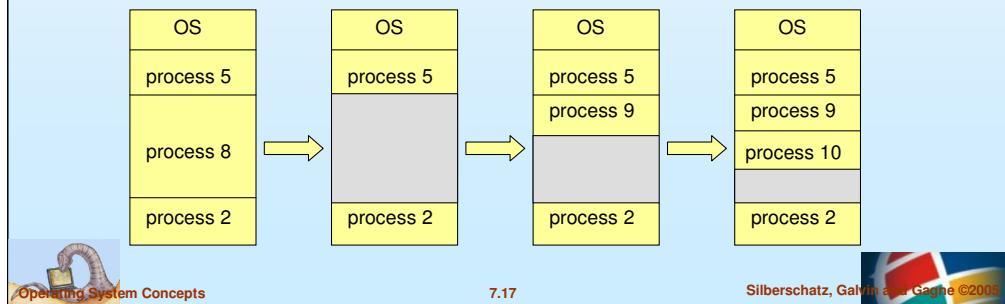 OS OS OS OS
process 5 process 5 process 5 process 5
process 9 process 9
process 8 process 10
process 2 process 2 process 2 process 2
Operating System Concepts 7.17 Silberschatz, Galvin and Gagne ©2005